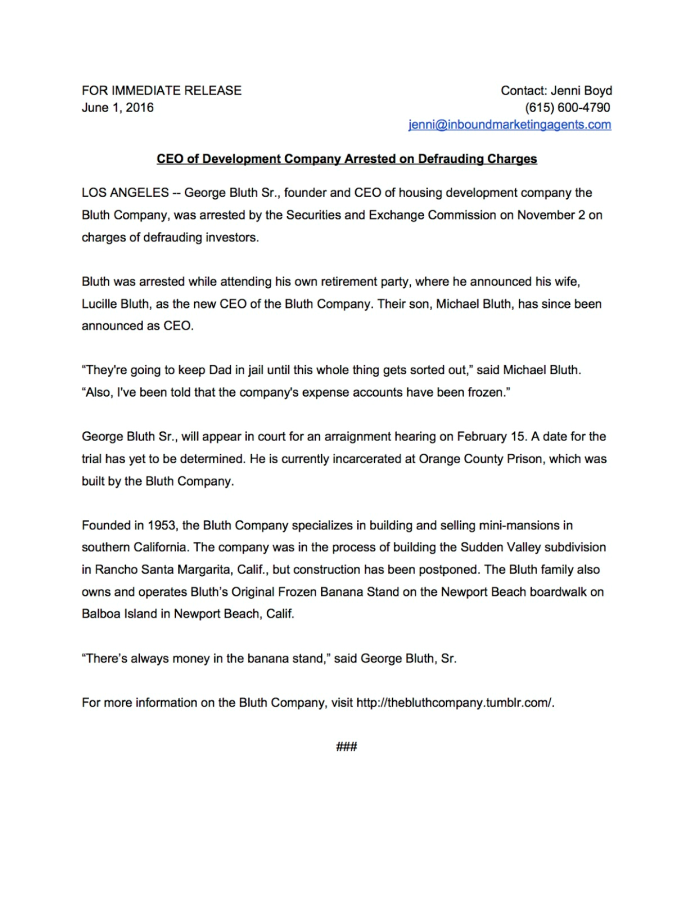 FOR IMMEDIATE RELEASE
June 1, 2016
Contact: Jenni Boyd
(615) 600-4790
jenni@inboundmarketingagents.com
CEO of Development Company Arrested on Defrauding Charges
LOS ANGELES -- George Bluth Sr., founder and CEO of housing development company the
Bluth Company, was arrested by the Securities and Exchange Commission on November 2 on
charges of defrauding investors.
Bluth was arrested while attending his own retirement party, where he announced his wife,
Lucille Bluth, as the new CEO of the Bluth Company. Their son, Michael Bluth, has since been
announced as CEO.
“They're going to keep Dad in jail until this whole thing gets sorted out,” said Michael Bluth.
“Also, I've been told that the company's expense accounts have been frozen.”
George Bluth Sr., will appear in court for an arraignment hearing on February 15. A date for the
trial has yet to be determined. He is currently incarcerated at Orange County Prison, which was
built by the Bluth Company.
Founded in 1953, the Bluth Company specializes in building and selling mini-mansions in
southern California. The company was in the process of building the Sudden Valley subdivision
in Rancho Santa Margarita, Calif., but construction has been postponed. The Bluth family also
owns and operates Bluth’s Original Frozen Banana Stand on the Newport Beach boardwalk on
Balboa Island in Newport Beach, Calif.
“There’s always money in the banana stand,” said George Bluth, Sr.
For more information on the Bluth Company, visit http://thebluthcompany.tumblr.com/.
###